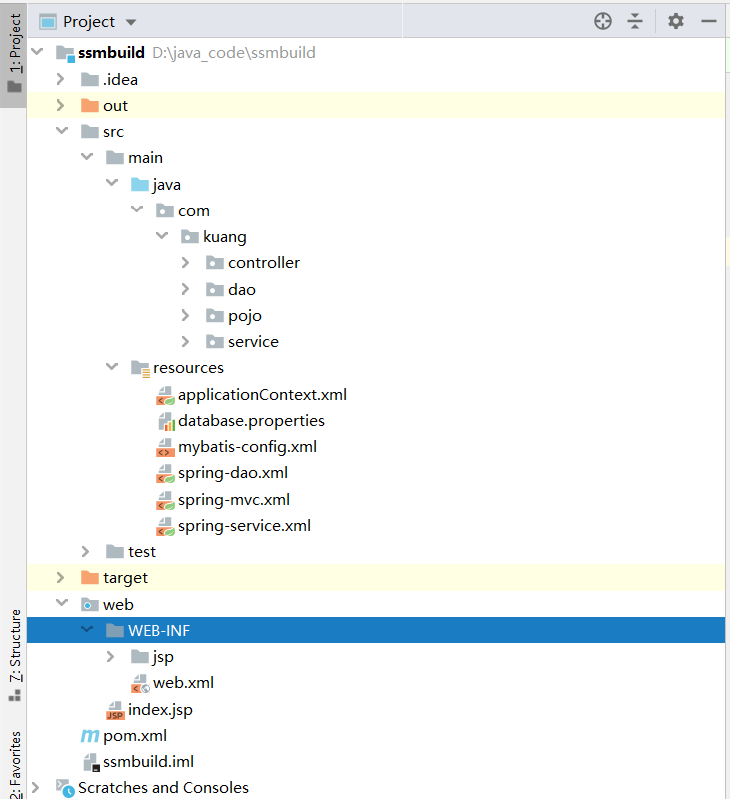 Project
1: Project
ssmbuild D:\java_code\ssmbuild
.idea
out
src
main
java
com
kuang
controller
dao
pojo
service
resources
applicationContext.xml
database.properties
mybatis-config.xml
spring-dao.xml
spring-mvc.xml
spring-service.xml
test
target
web
WEB-INF
jsp
web.xml
JSP index.jsp
m pom.xml
ssmbuild.iml
Scratches and Consoles
7: Structure
2: Favorites